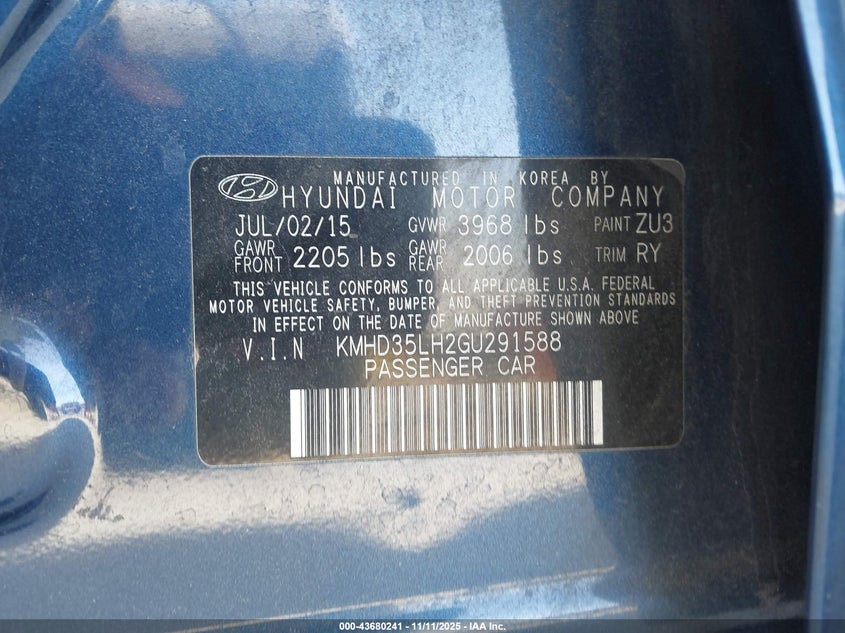 MANUFACTURED IN KOREA BY
HYUNDAI MOTOR COMPANY
JUL/02/15 GVWR 3968 lbs PAINT ZU3
GAWR FRONT 2205 lbs GAWR REAR 2006 lbs TRIM RY
THIS VEHICLE CONFORMS TO ALL APPLICABLE U.S.A. FEDERAL
MOTOR VEHICLE SAFETY, BUMPER, AND THEFT PREVENTION STANDARDS
IN EFFECT ON THE DATE OF MANUFACTURE SHOWN ABOVE
V.I.N KMHD35LH2GU291588
PASSENGER CAR
000-43680241 - 11/11/2025 - IAA Inc.